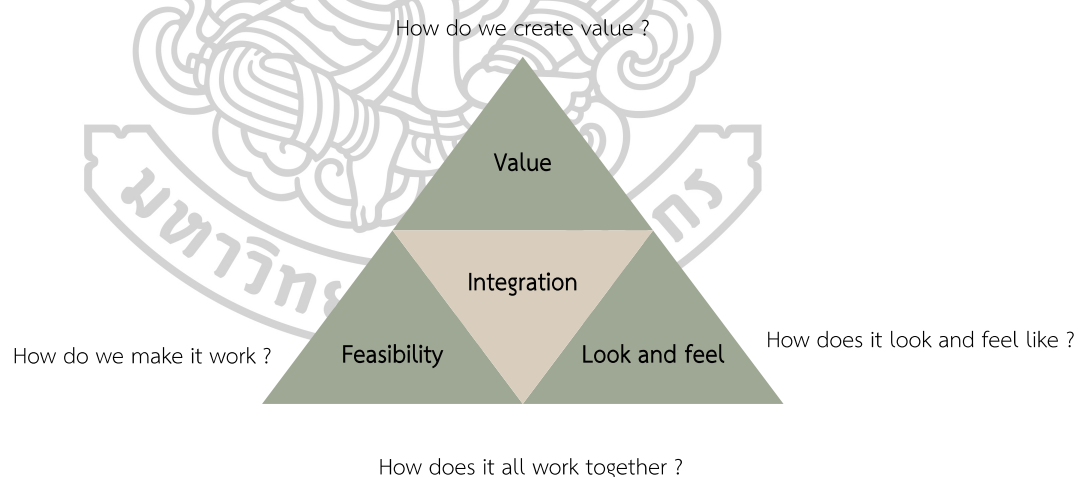 How do we create value ?
Value
Integration
How do we make it work ?
Feasibility
Look and feel
How does it look and feel like ?
How does it all work together ?